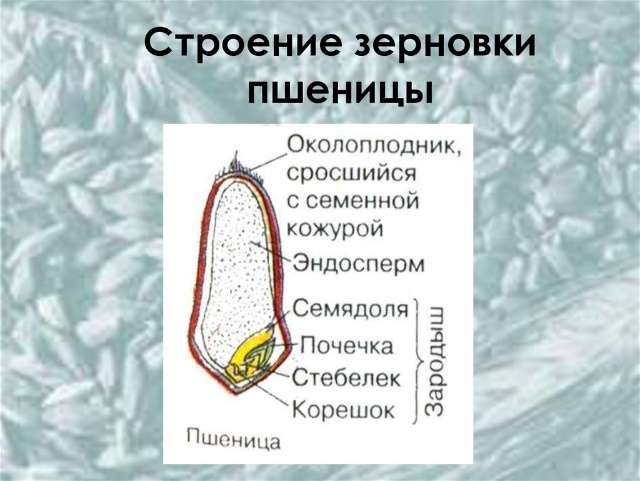 Строение зерновки
пшеницы
Околоплодник,
сросшийся
с семенной
кожурой
Эндосперм
Семядоля
Почечка
Стебелек
Корешок
Зародыш
Пшеница